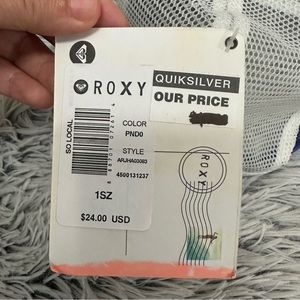 ROXY
QUIKSILVER
OUR PRICE
SO LOCAL
COLOR
PND0
STYLE
ARJHA03083
4500131237
1SZ
$24.00 USD
ROXY